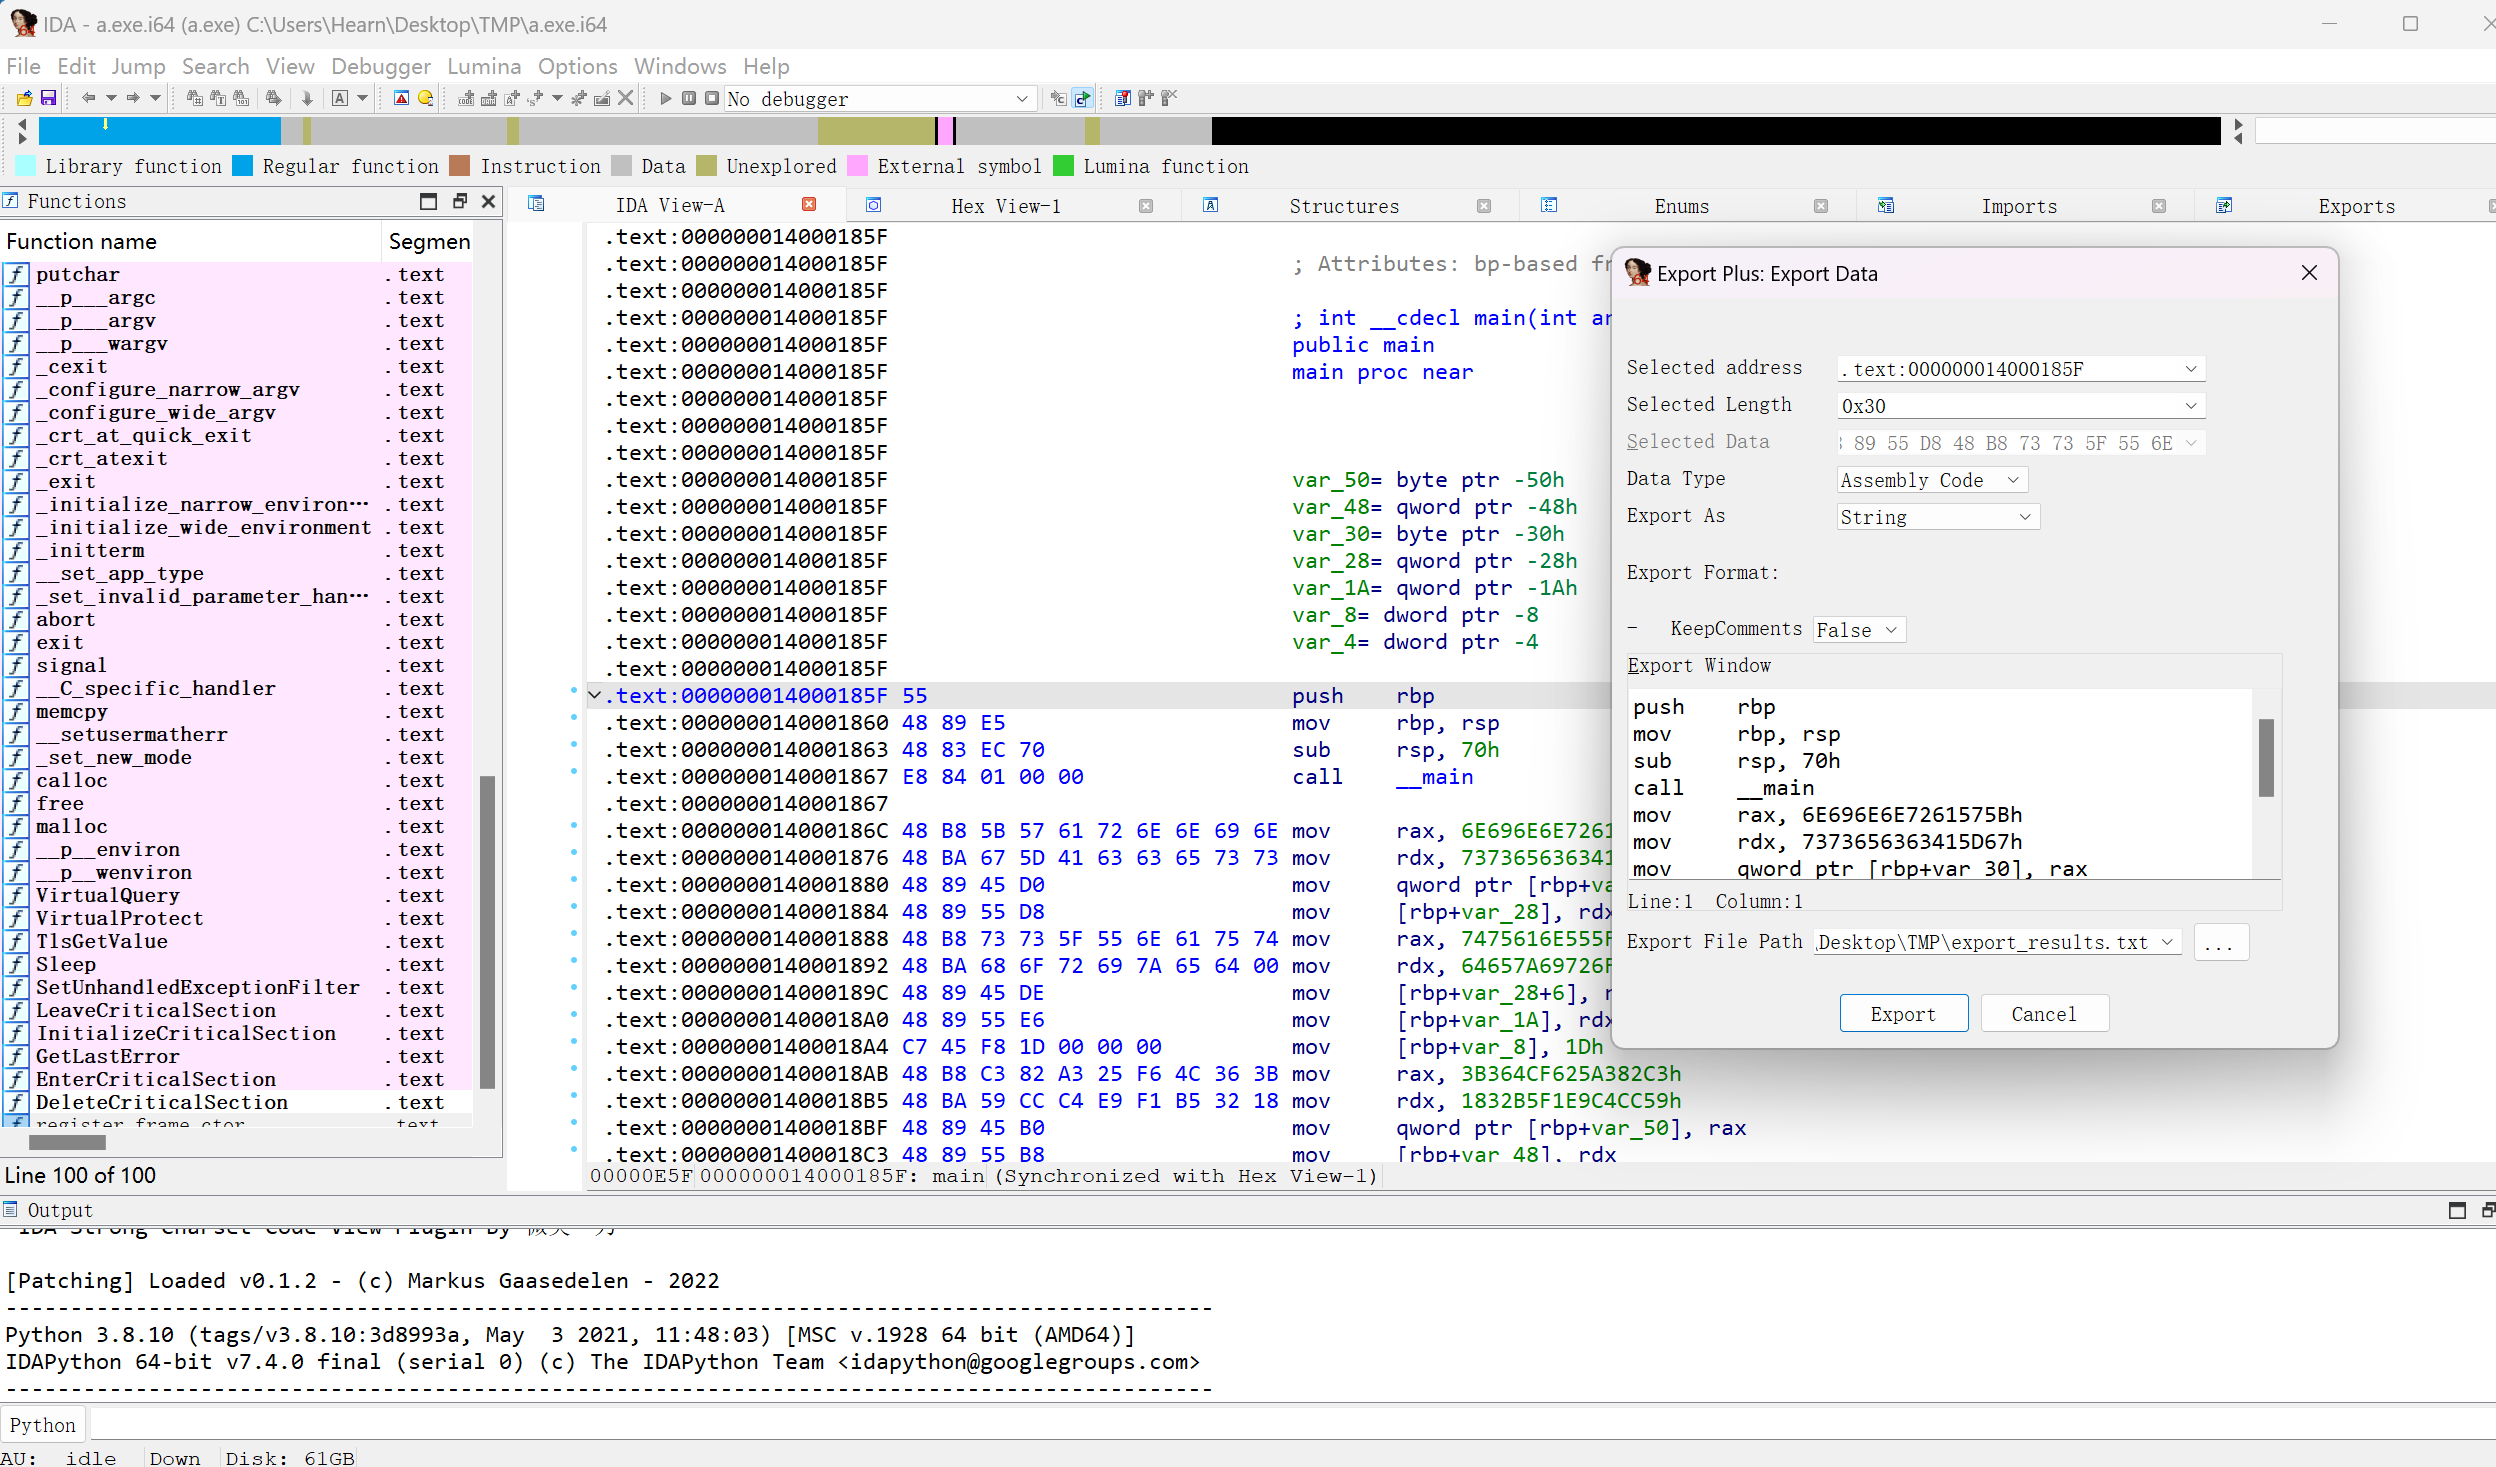 IDA - a.exe.i64 (a.exe) C:\Users\Hearn\Desktop\TMP\a.exe.i64
File Edit Jump Search View Debugger Lumina Options Windows Help
No debugger
Library function Regular function Instruction Data Unexplored External symbol Lumina function
Functions
Function name Segmen
putchar .text
__p___argc .text
__p___argv .text
__p___wargv .text
_cexit .text
_configure_narrow_argv .text
_configure_wide_argv .text
_crt_at_quick_exit .text
_crt_atexit .text
_exit .text
_initialize_narrow_environ… .text
_initialize_wide_environment .text
_initterm .text
__set_app_type .text
_set_invalid_parameter_han… .text
abort .text
exit .text
signal .text
__C_specific_handler .text
memcpy .text
__setusermatherr .text
_set_new_mode .text
calloc .text
free .text
malloc .text
__p__environ .text
__p__wenviron .text
VirtualQuery .text
VirtualProtect .text
TlsGetValue .text
Sleep .text
SetUnhandledExceptionFilter .text
LeaveCriticalSection .text
InitializeCriticalSection .text
GetLastError .text
EnterCriticalSection .text
DeleteCriticalSection .text
register_frame_ctor .text
Line 100 of 100
IDA View-A Hex View-1 Structures Enums Imports Exports
.text:000000014000185F
.text:000000014000185F ; Attributes: bp-based fr
.text:000000014000185F
.text:000000014000185F ; int __cdecl main(int ar
.text:000000014000185F public main
.text:000000014000185F main proc near
.text:000000014000185F
.text:000000014000185F
.text:000000014000185F
.text:000000014000185F var_50= byte ptr -50h
.text:000000014000185F var_48= qword ptr -48h
.text:000000014000185F var_30= byte ptr -30h
.text:000000014000185F var_28= qword ptr -28h
.text:000000014000185F var_1A= qword ptr -1Ah
.text:000000014000185F var_8= dword ptr -8
.text:000000014000185F var_4= dword ptr -4
.text:000000014000185F
.text:000000014000185F 55 push rbp
.text:0000000140001860 48 89 E5 mov rbp, rsp
.text:0000000140001863 48 83 EC 70 sub rsp, 70h
.text:0000000140001867 E8 84 01 00 00 call __main
.text:0000000140001867
.text:000000014000186C 48 B8 5B 57 61 72 6E 6E 69 6E mov rax, 6E696E6E7261
.text:0000000140001876 48 BA 67 5D 41 63 63 65 73 73 mov rdx, 737365636341
.text:0000000140001880 48 89 45 D0 mov qword ptr [rbp+va
.text:0000000140001884 48 89 55 D8 mov [rbp+var_28], rdx
.text:0000000140001888 48 B8 73 73 5F 55 6E 61 75 74 mov rax, 7475616E555F
.text:0000000140001892 48 BA 68 6F 72 69 7A 65 64 00 mov rdx, 64657A69726F
.text:000000014000189C 48 89 45 DE mov [rbp+var_28+6], r
.text:00000001400018A0 48 89 55 E6 mov [rbp+var_1A], rdx
.text:00000001400018A4 C7 45 F8 1D 00 00 00 mov [rbp+var_8], 1Dh
.text:00000001400018AB 48 B8 C3 82 A3 25 F6 4C 36 3B mov rax, 3B364CF625A382C3h
.text:00000001400018B5 48 BA 59 CC C4 E9 F1 B5 32 18 mov rdx, 1832B5F1E9C4CC59h
.text:00000001400018BF 48 89 45 B0 mov qword ptr [rbp+var_50], rax
.text:00000001400018C3 48 89 55 B8 mov [rbp+var_48], rdx
00000E5F 000000014000185F: main (Synchronized with Hex View-1)
Export Plus: Export Data
Selected address .text:000000014000185F
Selected Length 0x30
Selected Data 89 55 D8 48 B8 73 73 5F 55 6E
Data Type Assembly Code
Export As String
Export Format:
- KeepComments False
Export Window
push rbp
mov rbp, rsp
sub rsp, 70h
call __main
mov rax, 6E696E6E7261575Bh
mov rdx, 7373656363415D67h
mov qword ptr [rbp+var_30], rax
Line:1 Column:1
Export File Path Desktop\TMP\export_results.txt ...
Export Cancel
Output
IDA Strong Charset Code View Plugin By
[Patching] Loaded v0.1.2 - (c) Markus Gaasedelen - 2022
---------------------------------------------------------------------------------------------
Python 3.8.10 (tags/v3.8.10:3d8993a, May  3 2021, 11:48:03) [MSC v.1928 64 bit (AMD64)]
IDAPython 64-bit v7.4.0 final (serial 0) (c) The IDAPython Team <idapython@googlegroups.com>
---------------------------------------------------------------------------------------------
Python
AU: idle Down Disk: 61GB